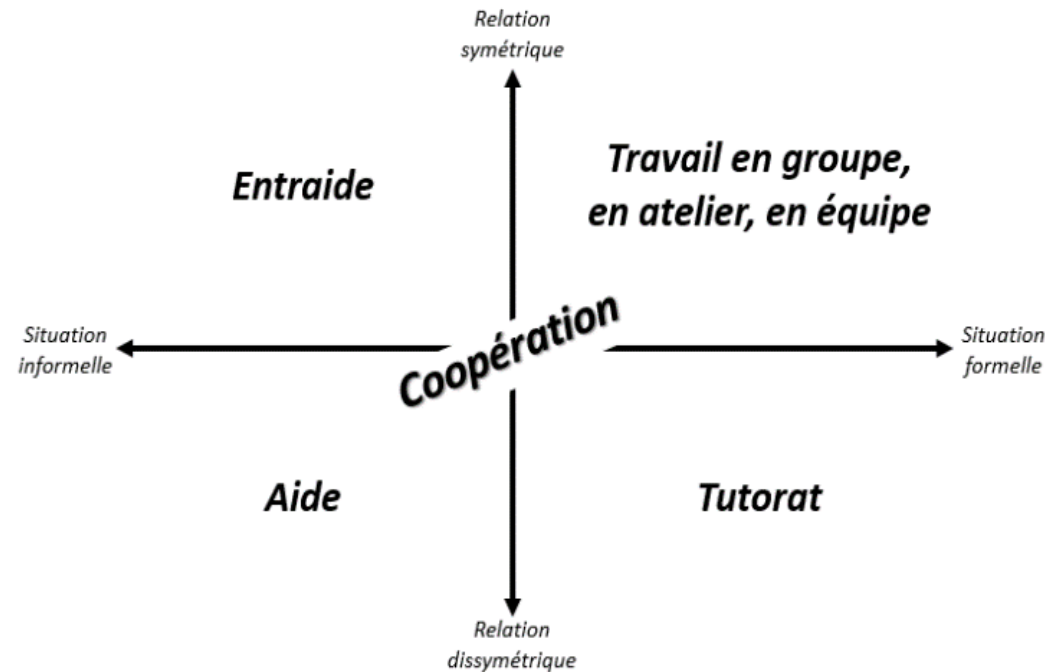 Relation
symétrique
Entraide
Travail en groupe,
en atelier, en équipe
Situation
informelle
Coopération
Situation
formelle
Aide
Tutorat
Relation
dissymétrique